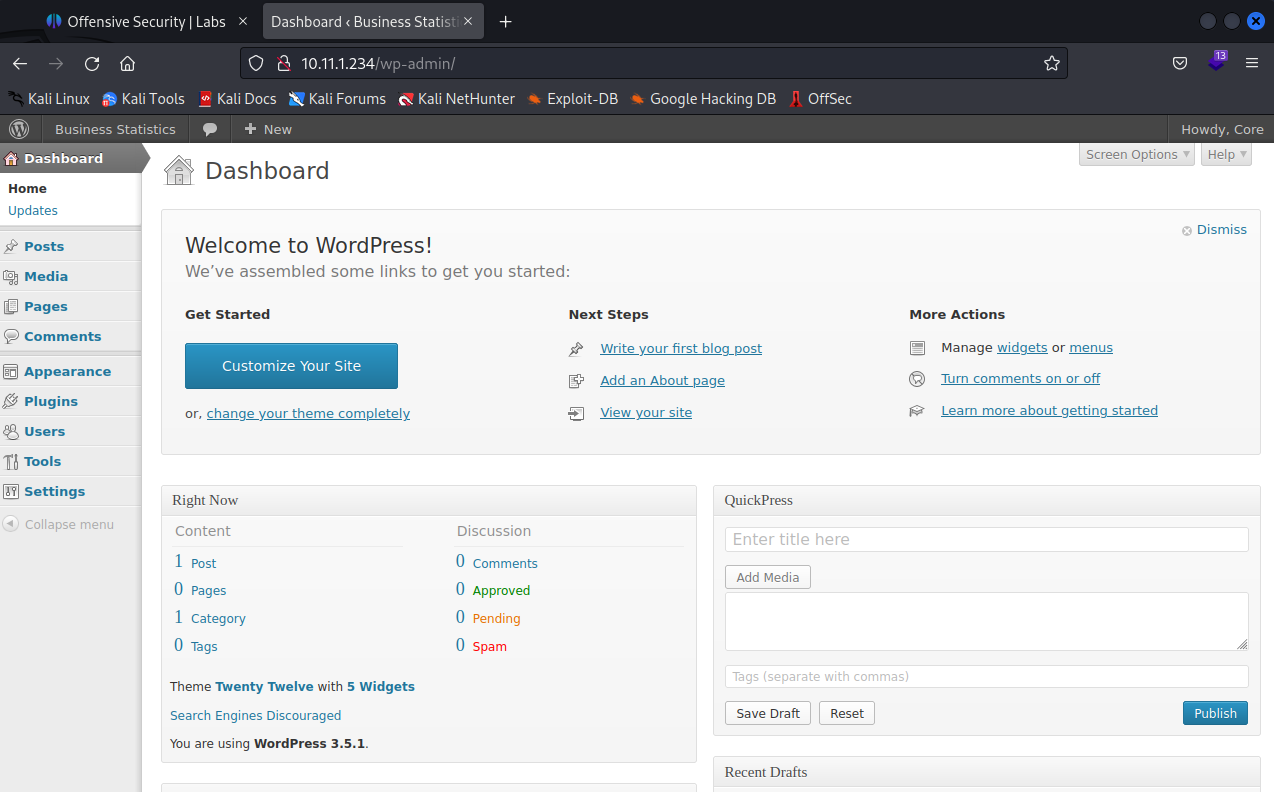 Offensive Security | Labs
Dashboard ‹ Business Statisti
10.11.1.234/wp-admin/
13
Kali Linux Kali Tools Kali Docs Kali Forums Kali NetHunter Exploit-DB Google Hacking DB OffSec
Business Statistics New Howdy, Core
Dashboard
Home
Updates
Posts
Media
Pages
Comments
Appearance
Plugins
Users
Tools
Settings
Collapse menu
Screen Options Help
Dashboard
Dismiss
Welcome to WordPress!
We’ve assembled some links to get you started:
Get Started
Customize Your Site
or, change your theme completely
Next Steps
Write your first blog post
Add an About page
View your site
More Actions
Manage widgets or menus
Turn comments on or off
Learn more about getting started
Right Now
Content
1 Post
0 Pages
1 Category
0 Tags
Discussion
0 Comments
0 Approved
0 Pending
0 Spam
Theme Twenty Twelve with 5 Widgets
Search Engines Discouraged
You are using WordPress 3.5.1.
QuickPress
Enter title here
Add Media
Tags (separate with commas)
Save Draft Reset Publish
Recent Drafts